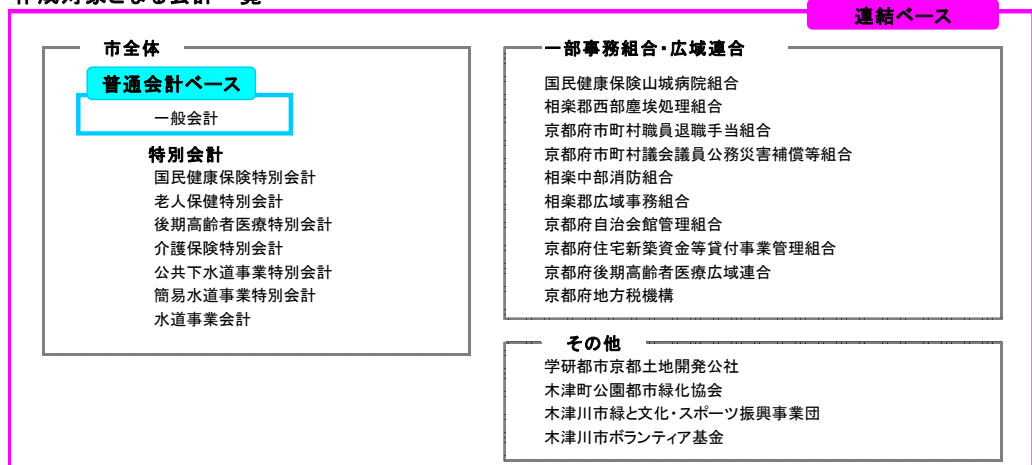 作成対象となる会計一覧
連結ベース
市全体
普通会計ベース
一般会計
特別会計
国民健康保険特別会計
老人保健特別会計
後期高齢者医療特別会計
介護保険特別会計
公共下水道事業特別会計
簡易水道事業特別会計
水道事業会計
一部事務組合・広域連合
国民健康保険山城病院組合
相楽郡西部塵埃処理組合
京都府市町村職員退職手当組合
京都府市町村議会議員公務災害補償等組合
相楽中部消防組合
相楽郡広域事務組合
京都府自治会館管理組合
京都府住宅新築資金等貸付事業管理組合
京都府後期高齢者医療広域連合
京都府地方税機構
その他
学研都市京都土地開発公社
木津町公園都市緑化協会
木津川市緑と文化・スポーツ振興事業団
木津川市ボランティア基金